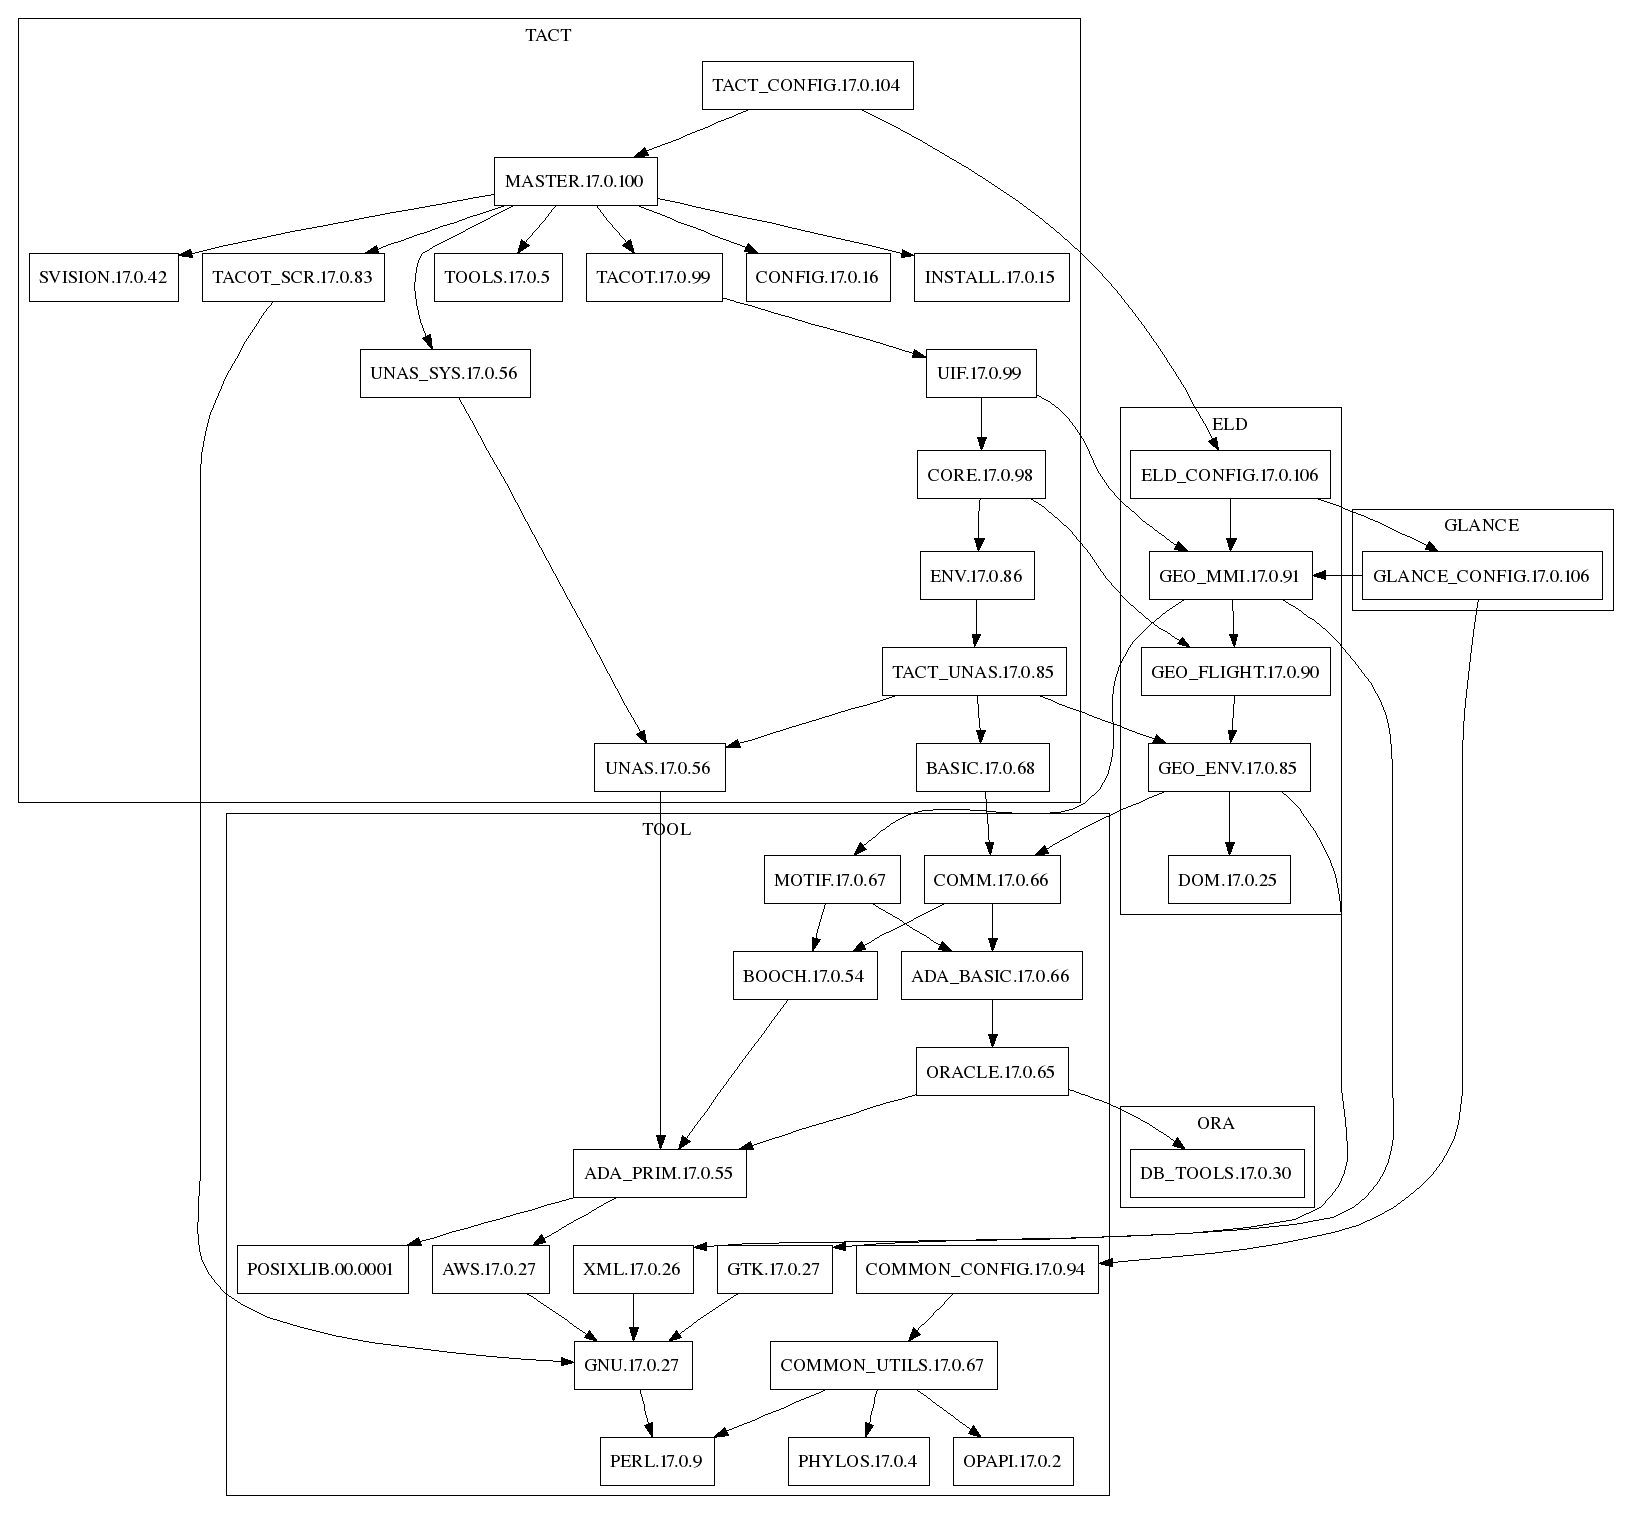 TACT
TACT_CONFIG.17.0.104
MASTER.17.0.100
SVISION.17.0.42
TACOT_SCR.17.0.83
TOOLS.17.0.5
TACOT.17.0.99
CONFIG.17.0.16
INSTALL.17.0.15
UNAS_SYS.17.0.56
UIF.17.0.99
ELD
CORE.17.0.98
ELD_CONFIG.17.0.106
GLANCE
ENV.17.0.86
GEO_MMI.17.0.91
GLANCE_CONFIG.17.0.106
TACT_UNAS.17.0.85
GEO_FLIGHT.17.0.90
UNAS.17.0.56
BASIC.17.0.68
GEO_ENV.17.0.85
TOOL
MOTIF.17.0.67
COMM.17.0.66
DOM.17.0.25
BOOCH.17.0.54
ADA_BASIC.17.0.66
ORACLE.17.0.65
ORA
ADA_PRIM.17.0.55
DB_TOOLS.17.0.30
POSIXLIB.00.0001
AWS.17.0.27
XML.17.0.26
GTK.17.0.27
COMMON_CONFIG.17.0.94
GNU.17.0.27
COMMON_UTILS.17.0.67
PERL.17.0.9
PHYLOS.17.0.4
OPAPI.17.0.2